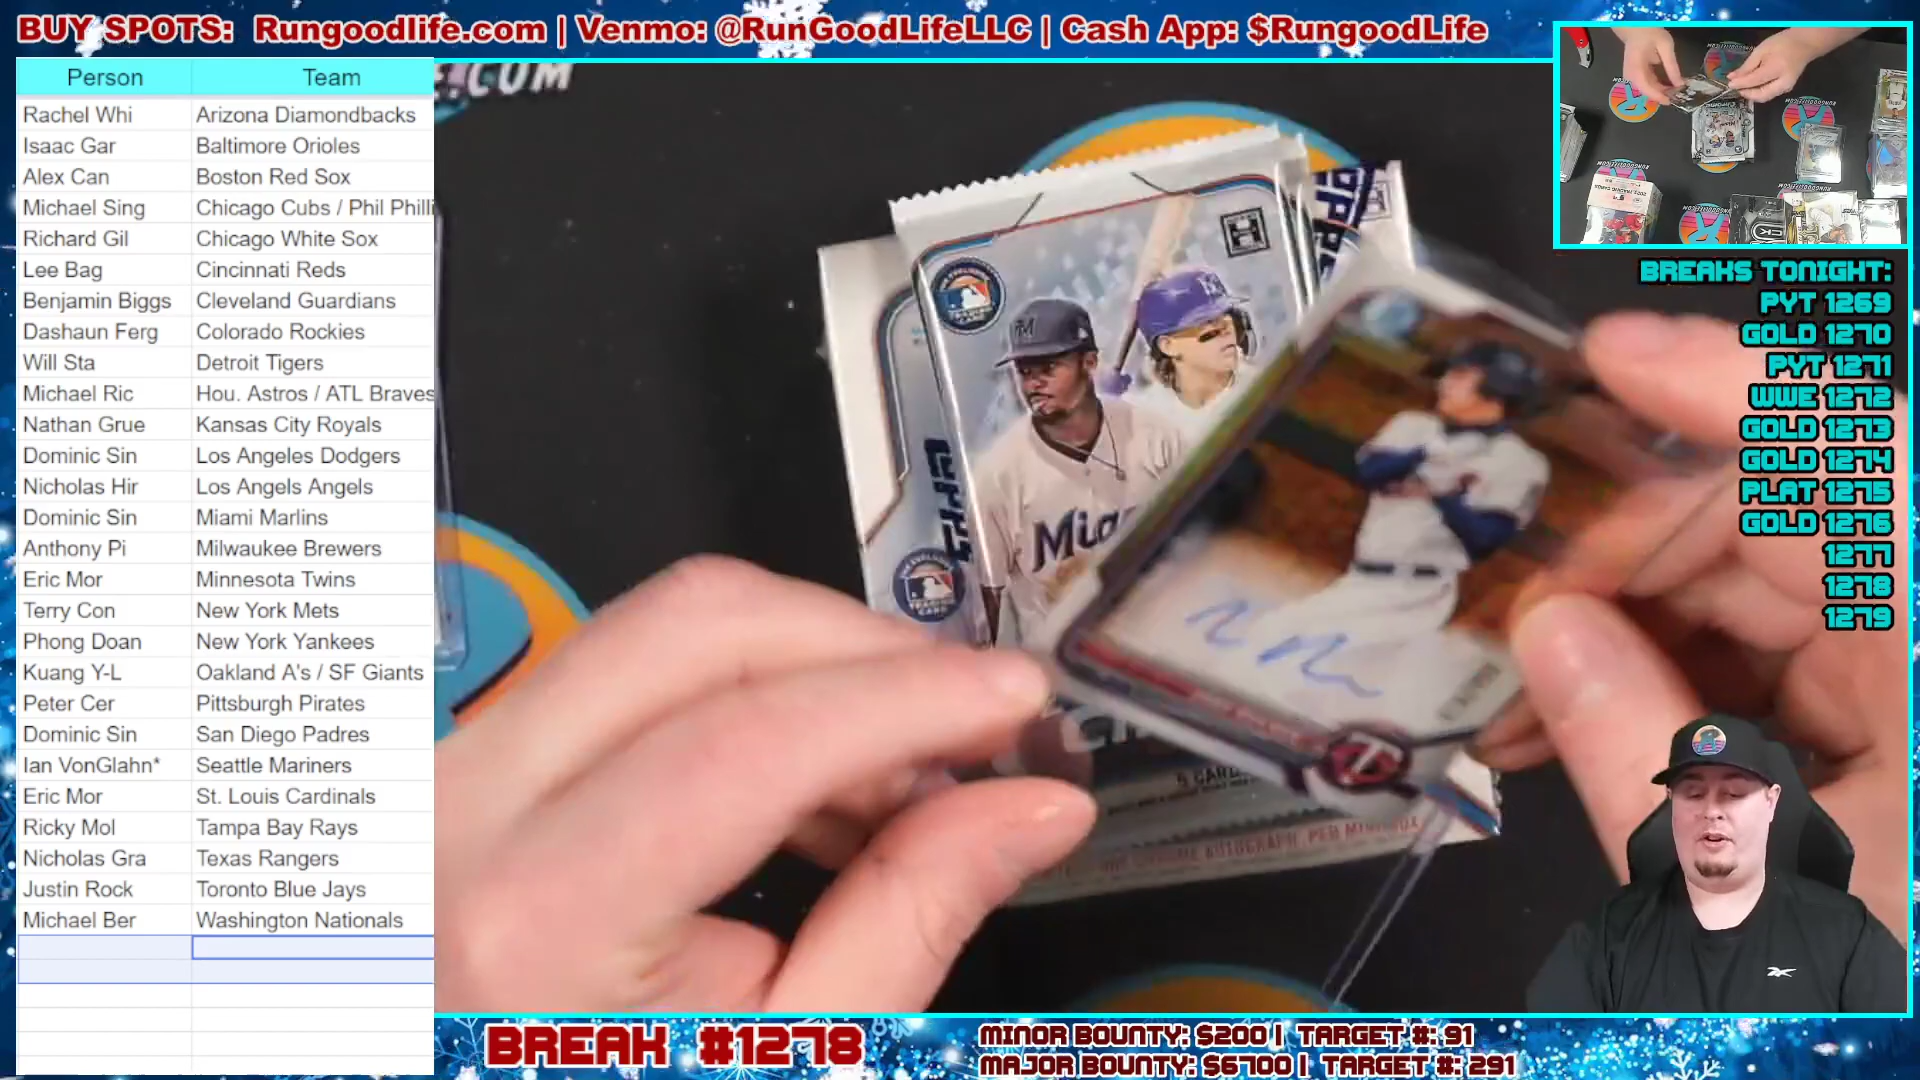 BUY SPOTS: Rungoodlife.com | Venmo: @RunGoodLifeLLC | Cash App: $RungoodLife
Person Team
Rachel Whi Arizona Diamondbacks
Isaac Gar Baltimore Orioles
Alex Can Boston Red Sox
Michael Sing Chicago Cubs / Phil Philli
Richard Gil Chicago White Sox
Lee Bag Cincinnati Reds
Benjamin Biggs Cleveland Guardians
Dashaun Ferg Colorado Rockies
Will Sta Detroit Tigers
Michael Ric Hou. Astros / ATL Braves
Nathan Grue Kansas City Royals
Dominic Sin Los Angeles Dodgers
Nicholas Hir Los Angels Angels
Dominic Sin Miami Marlins
Anthony Pi Milwaukee Brewers
Eric Mor Minnesota Twins
Terry Con New York Mets
Phong Doan New York Yankees
Kuang Y-L Oakland A's / SF Giants
Peter Cer Pittsburgh Pirates
Dominic Sin San Diego Padres
Ian VonGlahn* Seattle Mariners
Eric Mor St. Louis Cardinals
Ricky Mol Tampa Bay Rays
Nicholas Gra Texas Rangers
Justin Rock Toronto Blue Jays
Michael Ber Washington Nationals
.COM
H
M
Mia
5 CARD
BREAKS TONIGHT:
PYT 1269
GOLD 1270
PYT 1271
WWE 1272
GOLD 1273
GOLD 1274
PLAT 1275
GOLD 1276
1277
1278
1279
BREAK #1278
MINOR BOUNTY: $200 | TARGET #: 91
MAJOR BOUNTY: $6700 | TARGET #: 291